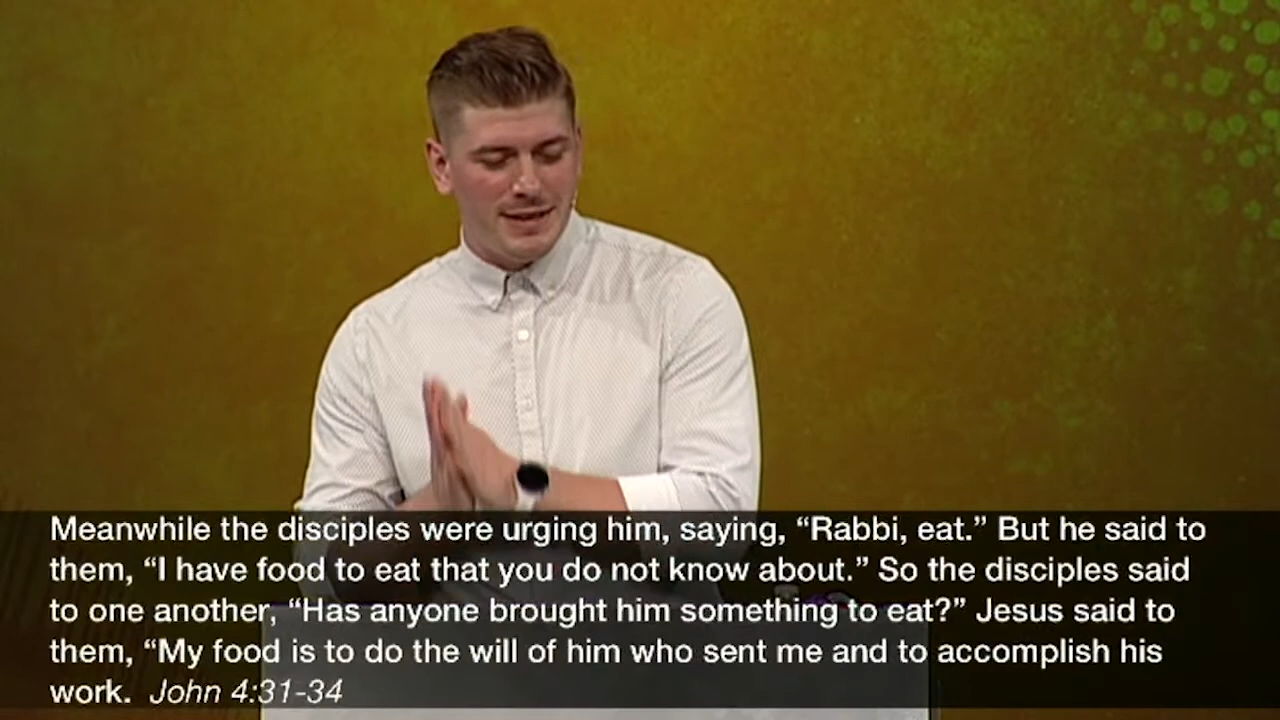 Meanwhile the disciples were urging him, saying, “Rabbi, eat.” But he said to
them, “I have food to eat that you do not know about.” So the disciples said
to one another, “Has anyone brought him something to eat?” Jesus said to
them, “My food is to do the will of him who sent me and to accomplish his
work. John 4:31-34